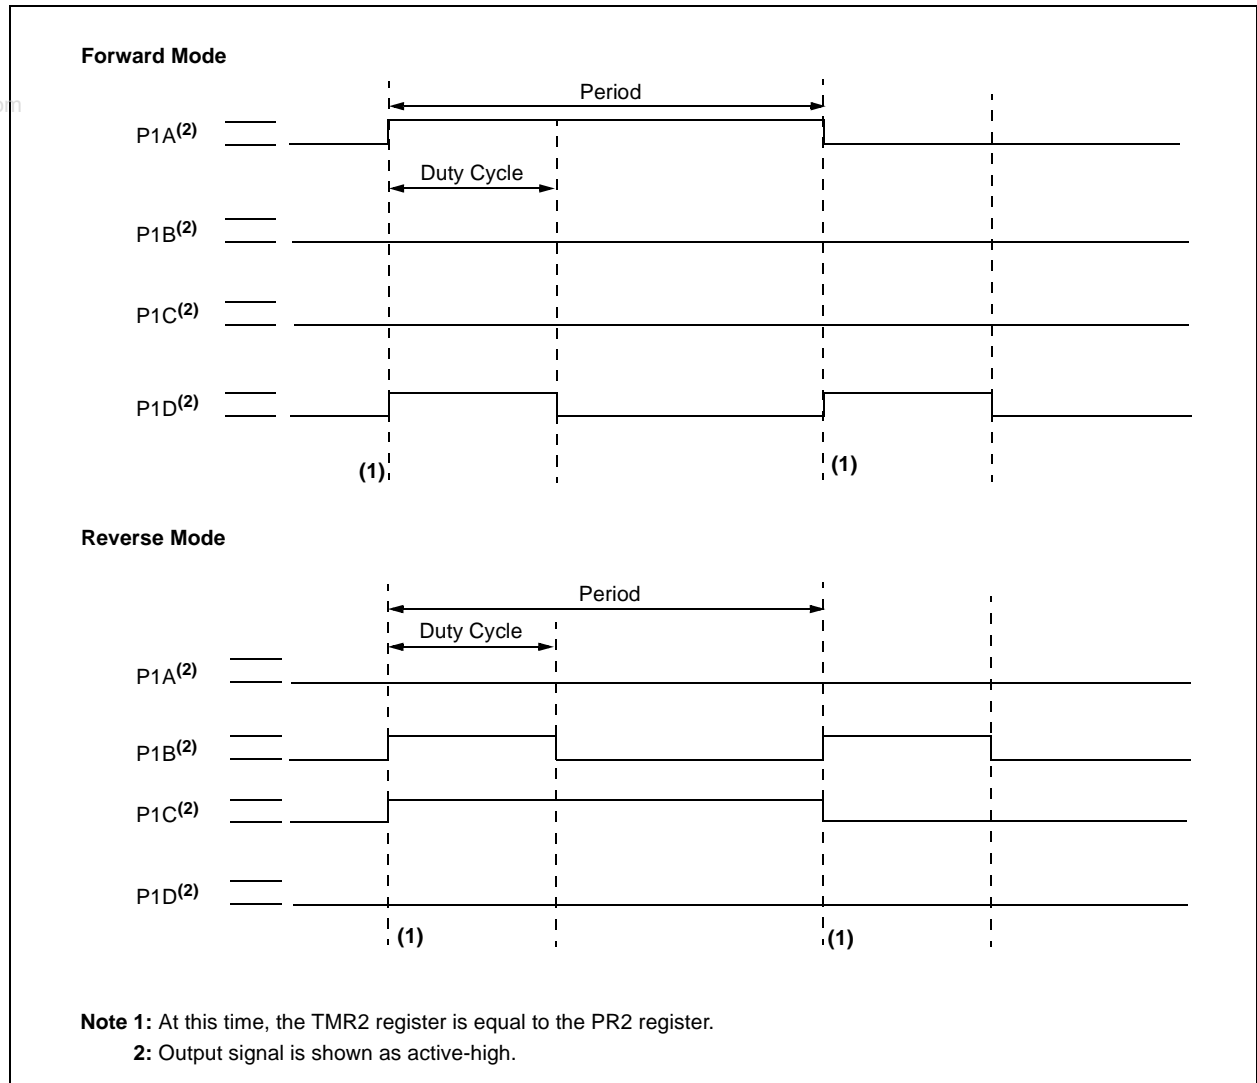 Forward Mode
om
Period
P1A(2)
Duty Cycle
P1B(2)
P1C(2)
P1D(2)
(1)
(1)
Reverse Mode
Period
Duty Cycle
P1A(2)
P1B(2)
P1C(2)
P1D(2)
(1)
(1)
Note 1: At this time, the TMR2 register is equal to the PR2 register.
2: Output signal is shown as active-high.